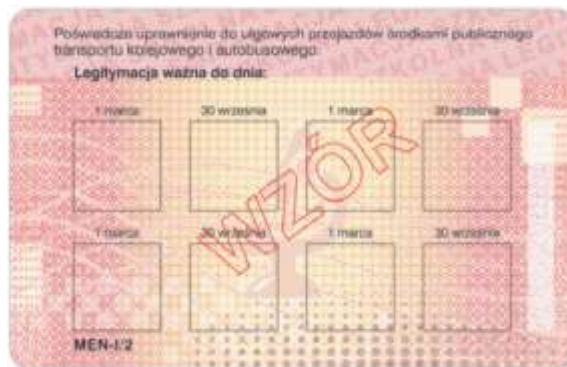 Poświadcza uprawnienie do ulgowych przejazdów środkami publicznego
transportu kolejowego i autobusowego.
Legitymacja ważna do dnia:
1 marca 30 września 1 marca 30 września
WZÓR
1 marca 30 września 1 marca 30 września
MEN-I/2